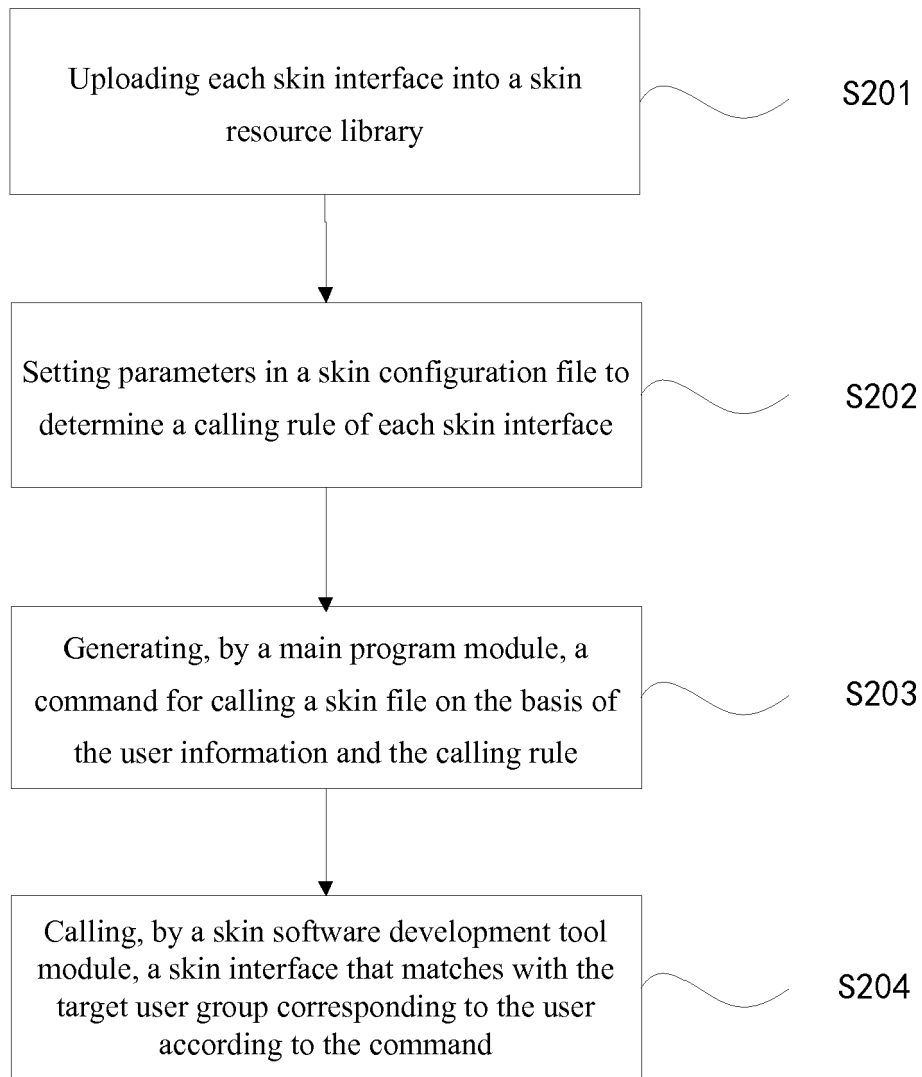 Uploading each skin interface into a skin
resource library
S201
Setting parameters in a skin configuration file to
determine a calling rule of each skin interface
S202
Generating, by a main program module, a
command for calling a skin file on the basis of
the user information and the calling rule
S203
Calling, by a skin software development tool
module, a skin interface that matches with the
target user group corresponding to the user
according to the command
S204